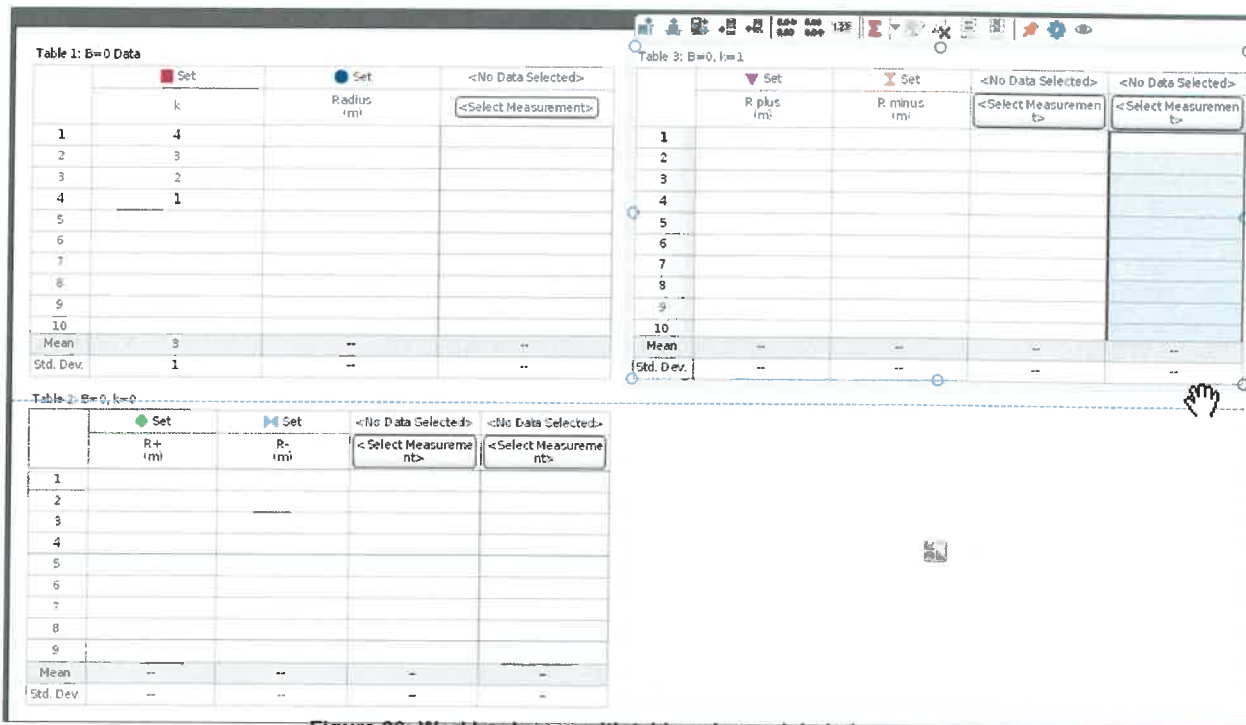 Table 1: B=0 Data
Set Set <No Data Selected>
k Radius (m) <Select Measurement>
1 4
2 3
3 2
4 1
5
6
7
8
9
10
Mean 3 -- --
Std. Dev. 1 -- --
Table 3: B=0, k=1
Set Set <No Data Selected> <No Data Selected>
R plus (m) R minus (m) <Select Measuremen <Select Measuremen
t> t>
1
2
3
4
5
6
7
8
9
10
Mean -- -- -- --
Std. Dev. -- -- -- --
Table 2: B=0, k=0
Set Set <No Data Selected> <No Data Selected>
R+ (m) R- (m) <Select Measureme <Select Measureme
nt> nt>
1
2
3
4
5
6
7
8
9
Mean -- -- -- --
Std. Dev -- -- -- --